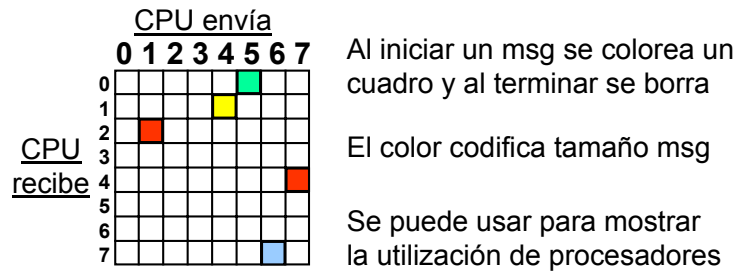 CPU envía
0 1 2 3 4 5 6 7
0
1
2
3
4
5
6
7
CPU
recibe
Al iniciar un msg se colorea un
cuadro y al terminar se borra
El color codifica tamaño msg
Se puede usar para mostrar
la utilización de procesadores